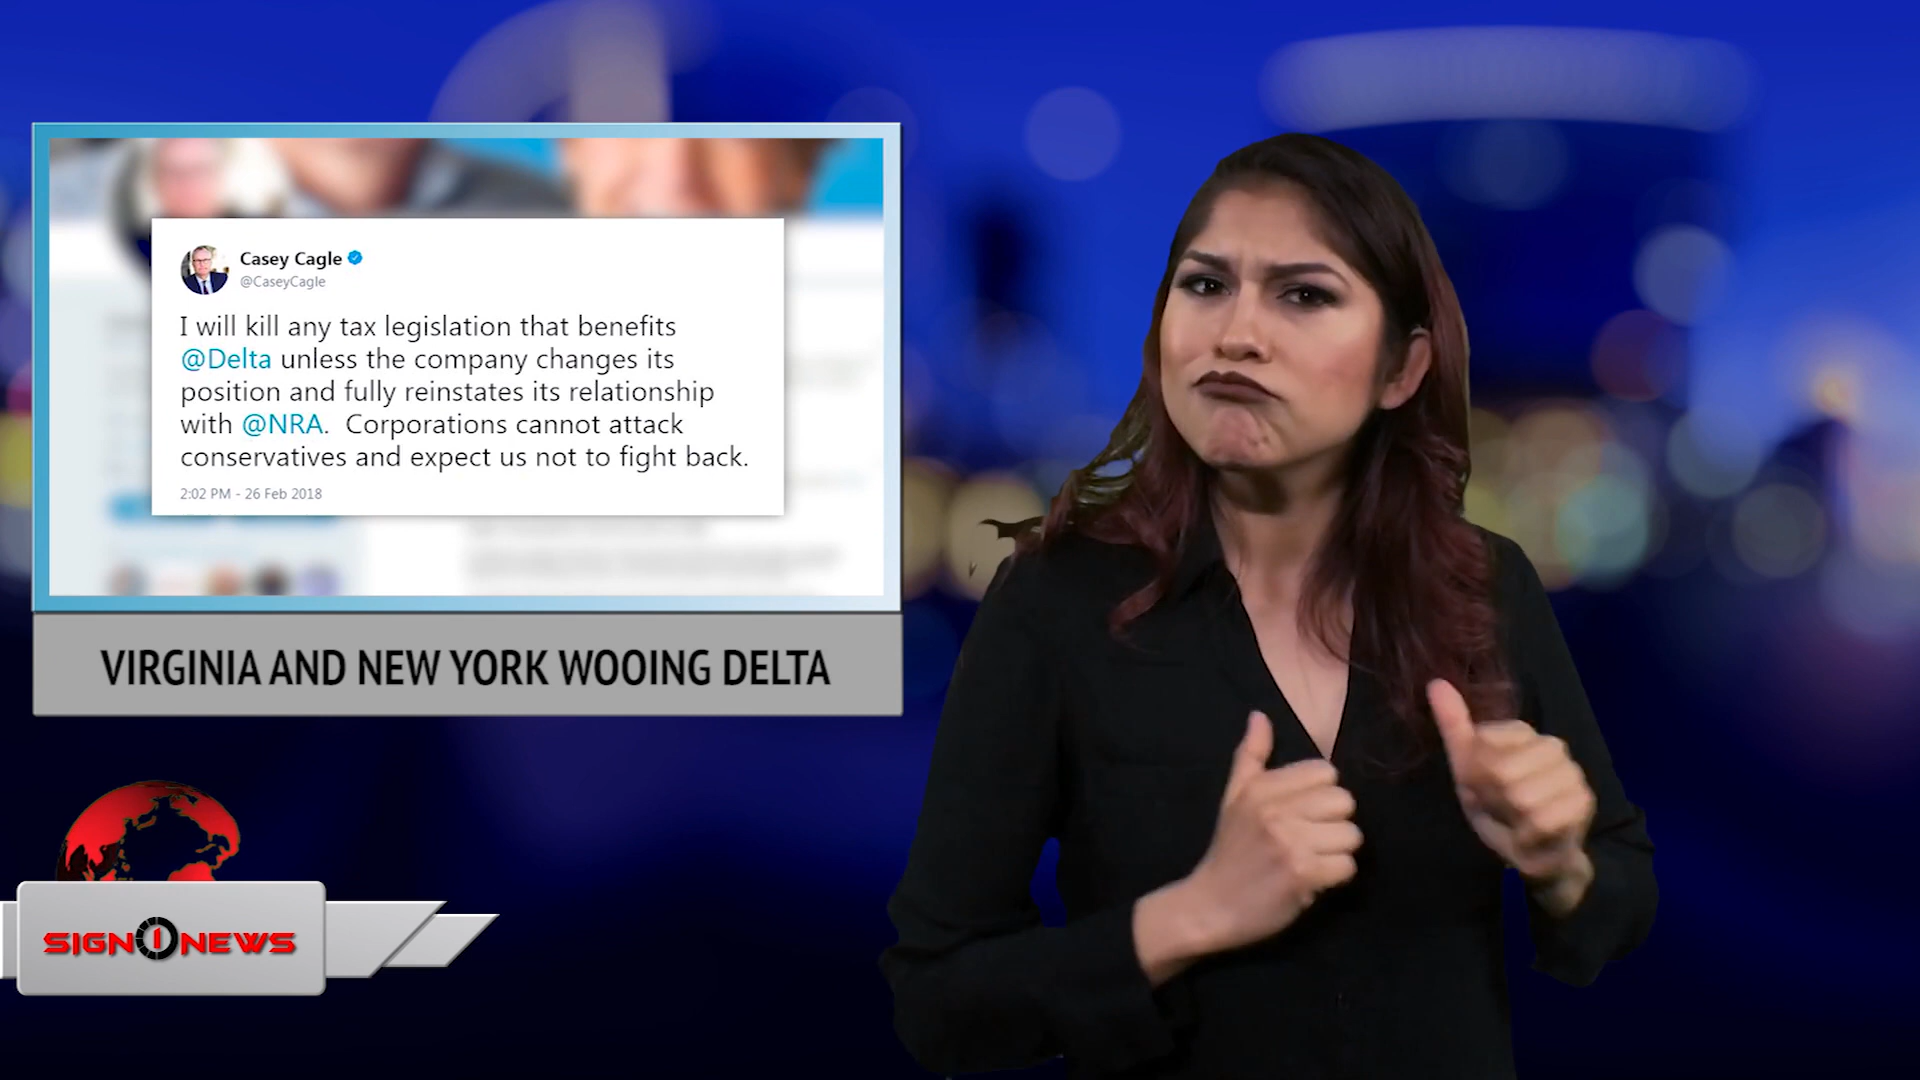 Casey Cagle
@CaseyCagle
I will kill any tax legislation that benefits
@Delta unless the company changes its
position and fully reinstates its relationship
with @NRA. Corporations cannot attack
conservatives and expect us not to fight back.
2:02 PM - 26 Feb 2018
VIRGINIA AND NEW YORK WOOING DELTA
SIGN1NEWS